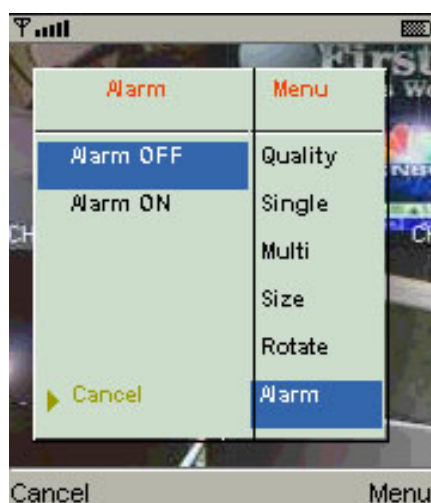 Alarm
Menu
Alarm OFF
Alarm ON
Cancel
Quality
Single
Multi
Size
Rotate
Alarm
Cancel
Menu